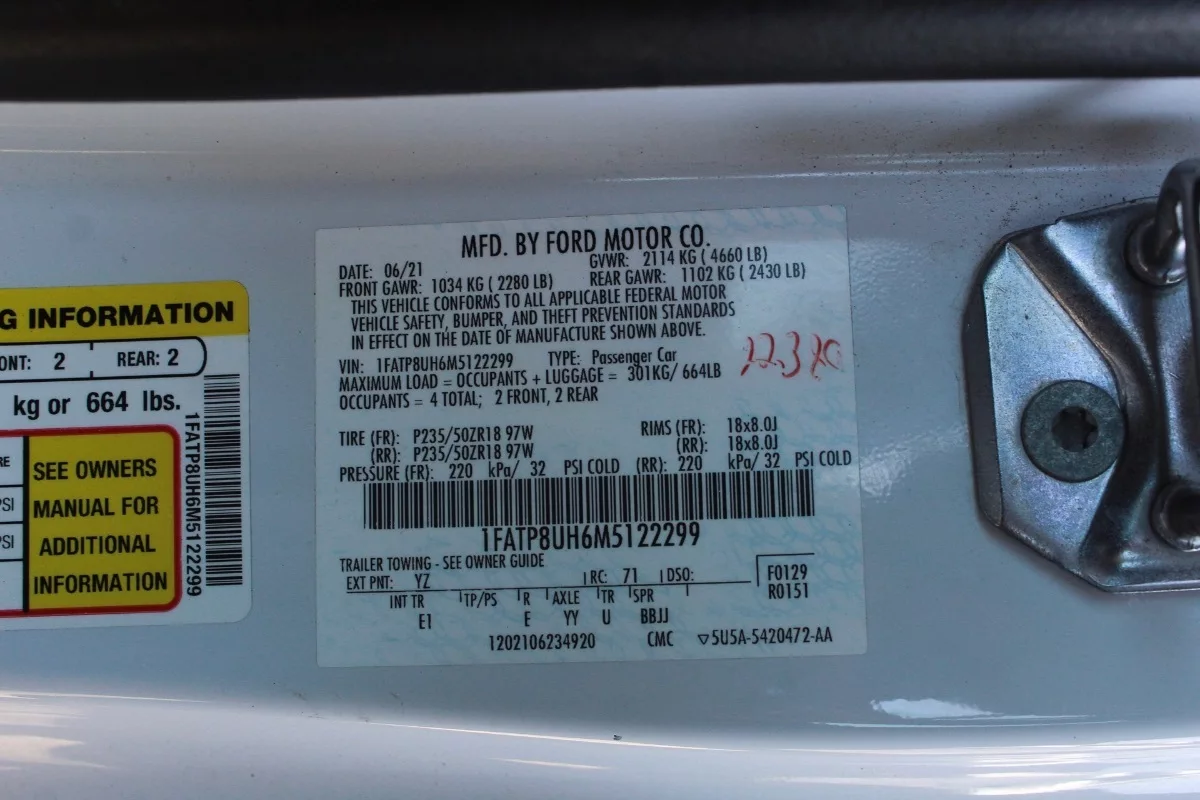 G INFORMATION
ONT: 2 REAR: 2
kg or 664 lbs.
RE
PSI
PSI
SEE OWNERS
MANUAL FOR
ADDITIONAL
INFORMATION
1FATP8UH6M5122299
MFD. BY FORD MOTOR CO.
DATE: 06/21 GVWR: 2114 KG ( 4660 LB)
FRONT GAWR: 1034 KG ( 2280 LB) REAR GAWR: 1102 KG ( 2430 LB)
THIS VEHICLE CONFORMS TO ALL APPLICABLE FEDERAL MOTOR
VEHICLE SAFETY, BUMPER, AND THEFT PREVENTION STANDARDS
IN EFFECT ON THE DATE OF MANUFACTURE SHOWN ABOVE.
VIN: 1FATP8UH6M5122299 TYPE: Passenger Car
MAXIMUM LOAD = OCCUPANTS + LUGGAGE = 301KG/ 664LB
OCCUPANTS = 4 TOTAL; 2 FRONT, 2 REAR
TIRE (FR): P235/50ZR18 97W RIMS (FR): 18x8.0J
(RR): P235/50ZR18 97W (RR): 18x8.0J
PRESSURE (FR): 220 kPa/ 32 PSI COLD (RR): 220 kPa/ 32 PSI COLD
1FATP8UH6M5122299
TRAILER TOWING - SEE OWNER GUIDE
EXT PNT: YZ RC: 71 DSO: F0129
R0151
INT TR TP/PS R AXLE TR SPR
E1 E YY U BBJJ
1202106234920 CMC ▽5U5A-5420472-AA